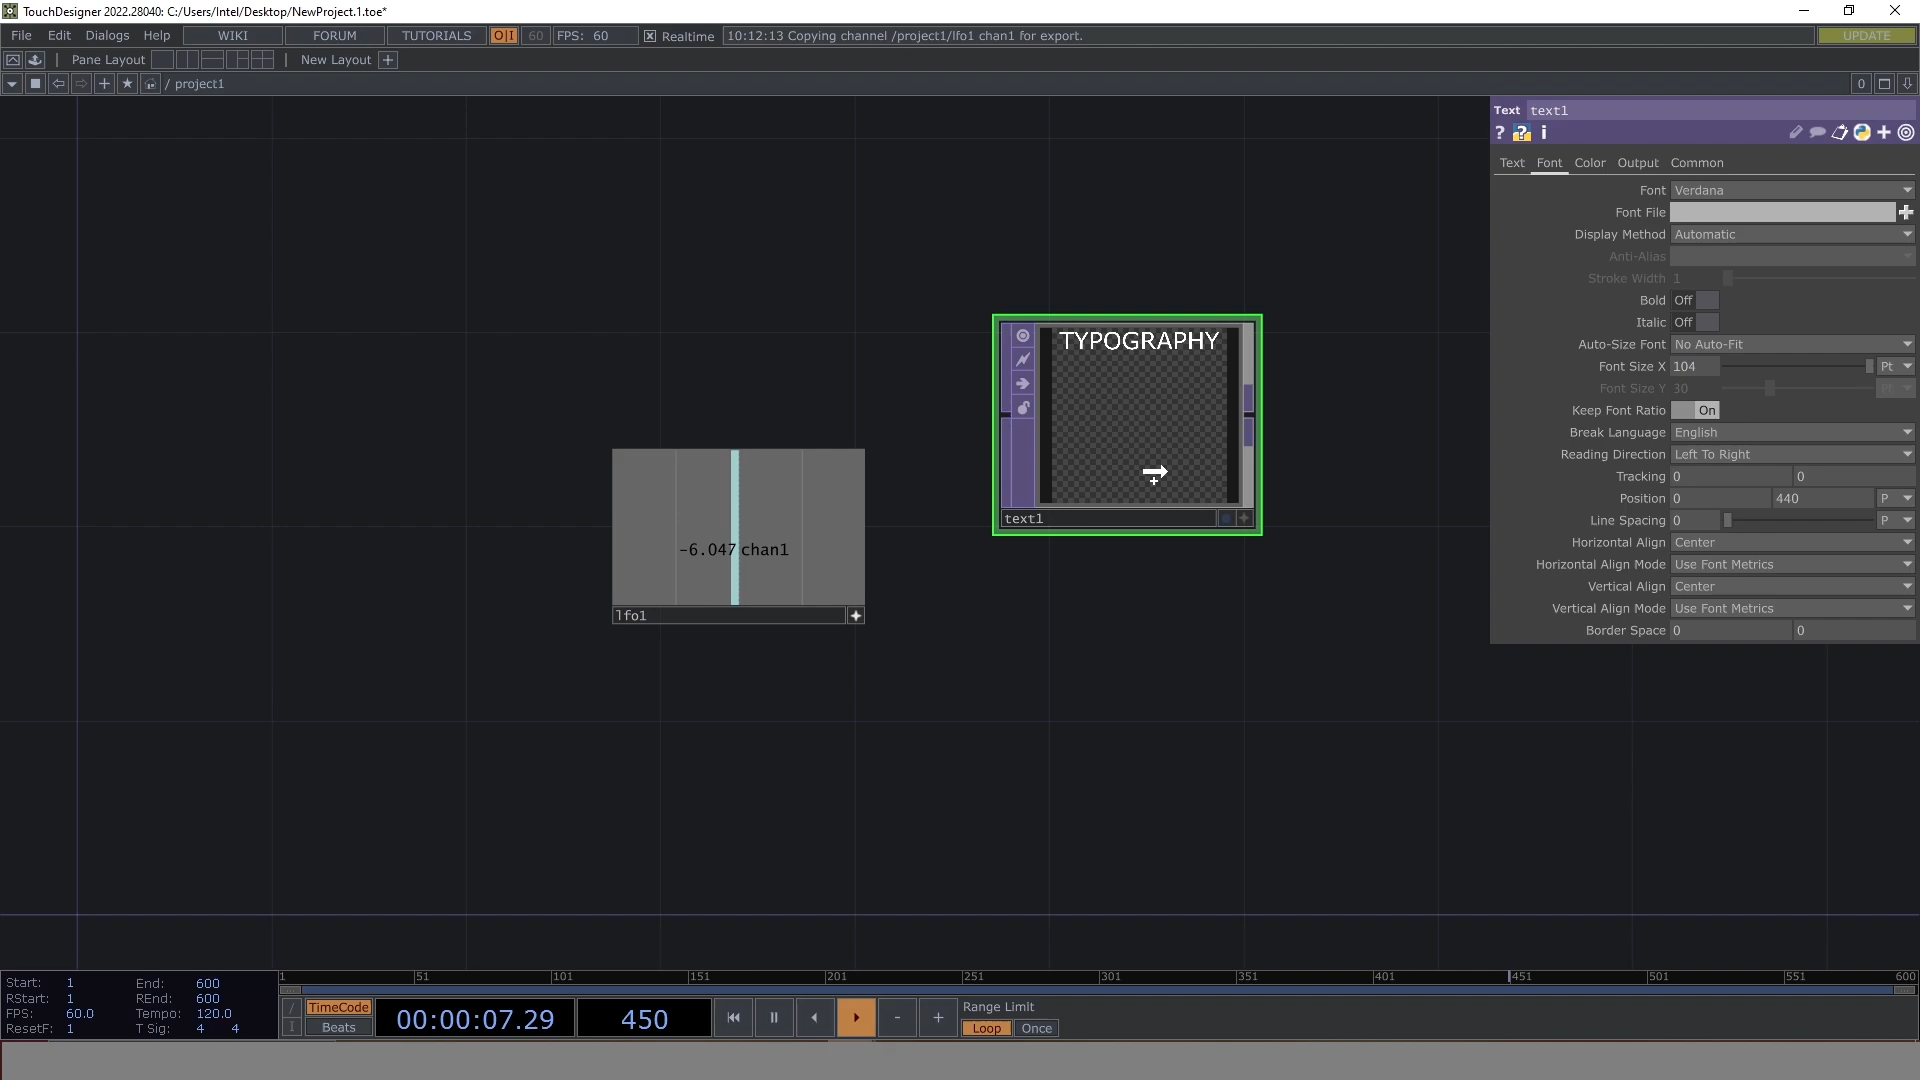 TouchDesigner 2022.28040: C:/Users/Intel/Desktop/NewProject.1.toe*
File Edit Dialogs Help WIKI FORUM TUTORIALS O|I 60 FPS: 60 Realtime 10:12:13 Copying channel /project1/lfo1 chan1 for export. UPDATE
Pane Layout New Layout +
/ project1 0
Text text1
? ? i
Text Font Color Output Common
Font Verdana
Font File
Display Method Automatic
Anti-Alias
Stroke Width 1
Bold Off
Italic Off
Auto-Size Font No Auto-Fit
Font Size X 104 Pt
Font Size Y 30 Pt
Keep Font Ratio On
Break Language English
Reading Direction Left To Right
Tracking 0 0
Position 0 440 P
Line Spacing 0 P
Horizontal Align Center
Horizontal Align Mode Use Font Metrics
Vertical Align Center
Vertical Align Mode Use Font Metrics
Border Space 0 0
TYPOGRAPHY
text1
-6.047 chan1
lfo1
1 51 101 151 201 251 301 351 401 451 501 551 600
Start: 1 End: 600
RStart: 1 REnd: 600
FPS: 60.0 Tempo: 120.0
ResetF: 1 T Sig: 4 4
/ TimeCode
I Beats
00:00:07.29 450 - +
Range Limit
Loop Once